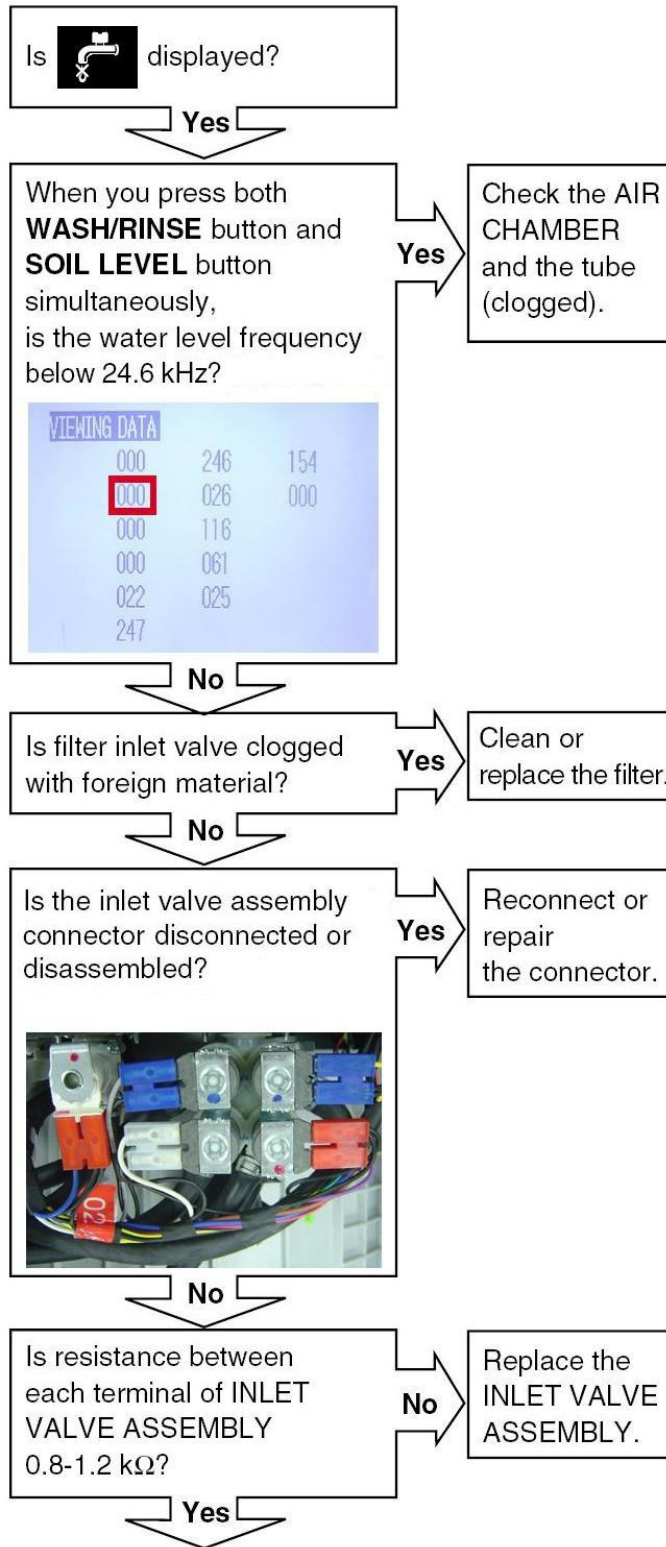 Is displayed?
Yes
When you press both
WASH/RINSE button and
SOIL LEVEL button
simultaneously,
is the water level frequency
below 24.6 kHz?
Yes
Check the AIR
CHAMBER
and the tube
(clogged).
VIEWING DATA
000 246 154
000 026 000
000 116
000 061
022 025
247
No
Is filter inlet valve clogged
with foreign material?
Yes
Clean or
replace the filter.
No
Is the inlet valve assembly
connector disconnected or
disassembled?
Yes
Reconnect or
repair
the connector.
02
No
Is resistance between
each terminal of INLET
VALVE ASSEMBLY
0.8-1.2 kΩ?
No
Replace the
INLET VALVE
ASSEMBLY.
Yes